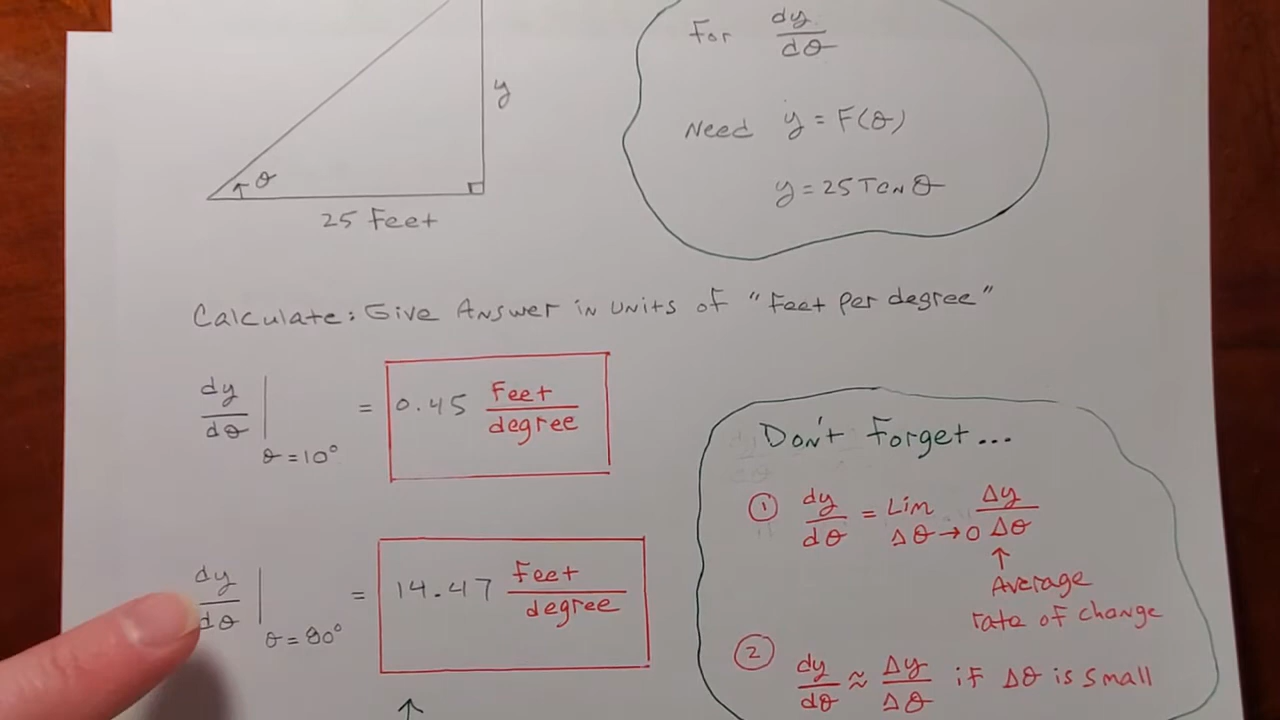 For dy/dθ
y
Need y = F(θ)
θ
y = 25 Tan θ
25 Feet
Calculate: Give Answer in units of "Feet per degree"
dy/dθ | θ = 10° = 0.45 Feet/degree
dy/dθ | θ = 80° = 14.47 Feet/degree
Don't Forget...
① dy/dθ = Lim Δθ→0 Δy/Δθ
↑
Average
rate of change
② dy/dθ ≈ Δy/Δθ if Δθ is small